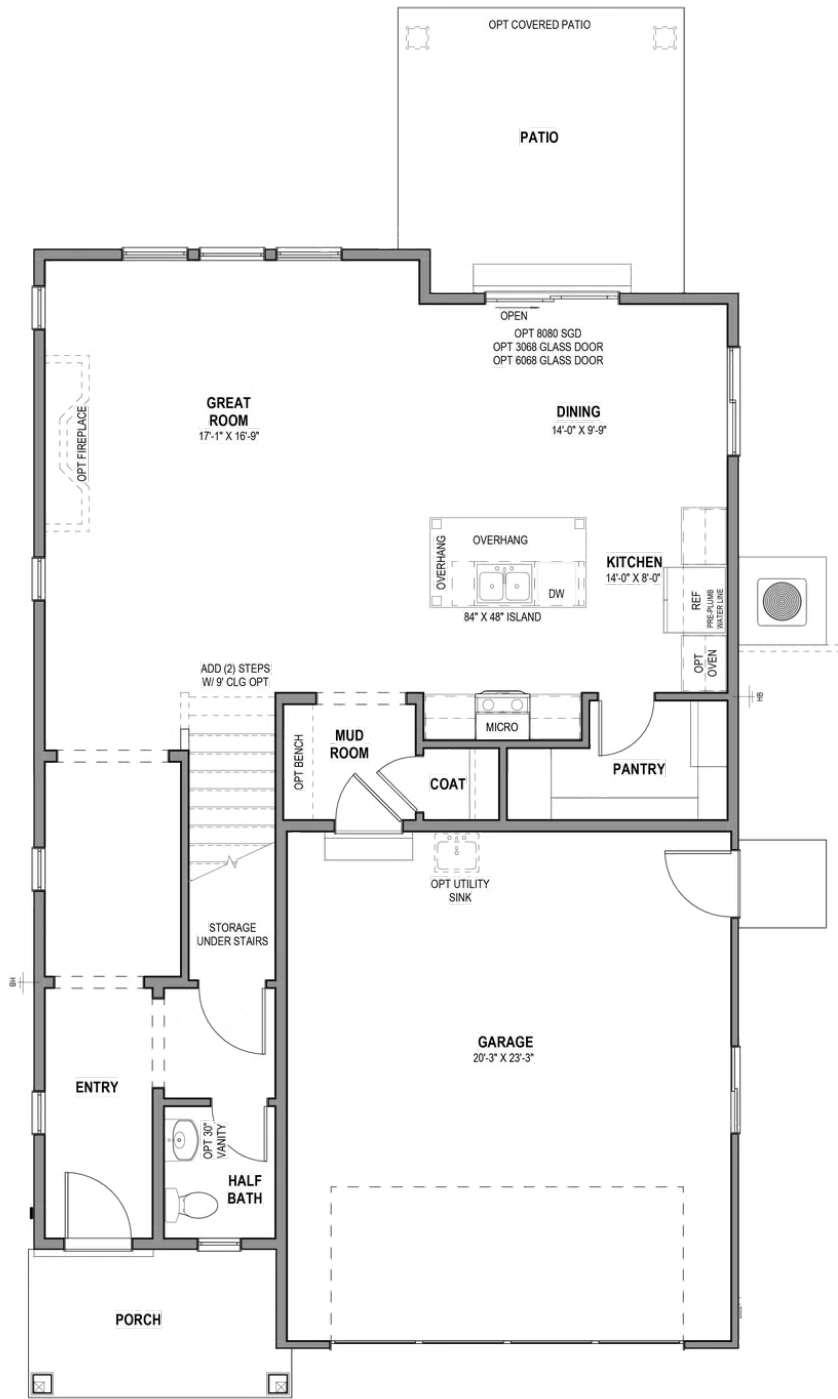 OPT COVERED PATIO
PATIO
OPEN
OPT 8080 SGD
OPT 3068 GLASS DOOR
OPT 6068 GLASS DOOR
GREAT
ROOM
17'-1" X 16'-9"
DINING
14'-0" X 9'-9"
OPT FIREPLACE
OVERHANG
OVERHANG
DW
84" X 48" ISLAND
KITCHEN
14'-0" X 8'-0"
REF
PRE-PLUMB
WATER LINE
OPT
OVEN
ADD (2) STEPS
W/ 9' CLG OPT
HB
MICRO
MUD
ROOM
OPT BENCH
COAT
PANTRY
OPT UTILITY
SINK
STORAGE
UNDER STAIRS
HB
GARAGE
20'-3" X 23'-3"
ENTRY
OPT 30"
VANITY
HALF
BATH
PORCH